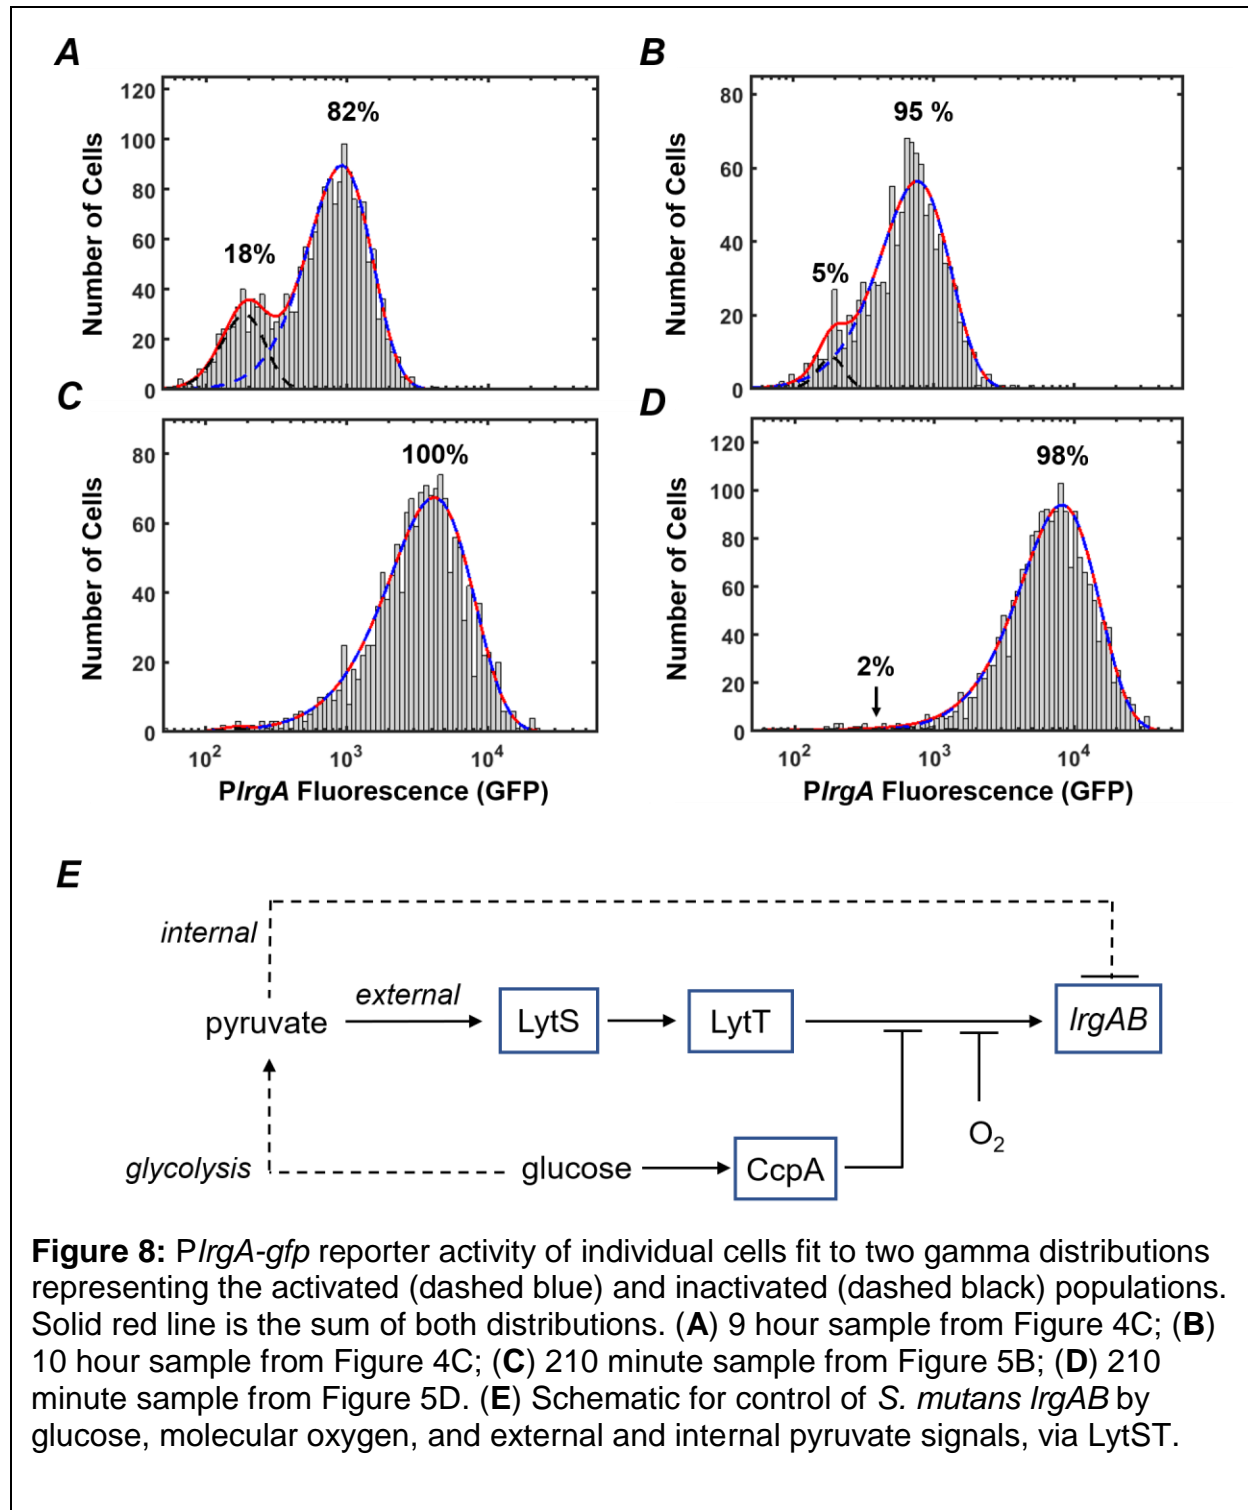 A
B
120
100
80
60
40
20
0
Number of Cells
82%
18%
80
60
40
20
0
Number of Cells
95 %
5%
C
D
80
60
40
20
0
Number of Cells
100%
10²
10³
10⁴
PlrgA Fluorescence (GFP)
120
100
80
60
40
20
0
Number of Cells
98%
2%
10²
10³
10⁴
PlrgA Fluorescence (GFP)
E
internal
pyruvate
external
LytS
LytT
lrgAB
O₂
glycolysis
glucose
CcpA
Figure 8: PlrgA-gfp reporter activity of individual cells fit to two gamma distributions
representing the activated (dashed blue) and inactivated (dashed black) populations.
Solid red line is the sum of both distributions. (A) 9 hour sample from Figure 4C; (B)
10 hour sample from Figure 4C; (C) 210 minute sample from Figure 5B; (D) 210
minute sample from Figure 5D. (E) Schematic for control of S. mutans lrgAB by
glucose, molecular oxygen, and external and internal pyruvate signals, via LytST.